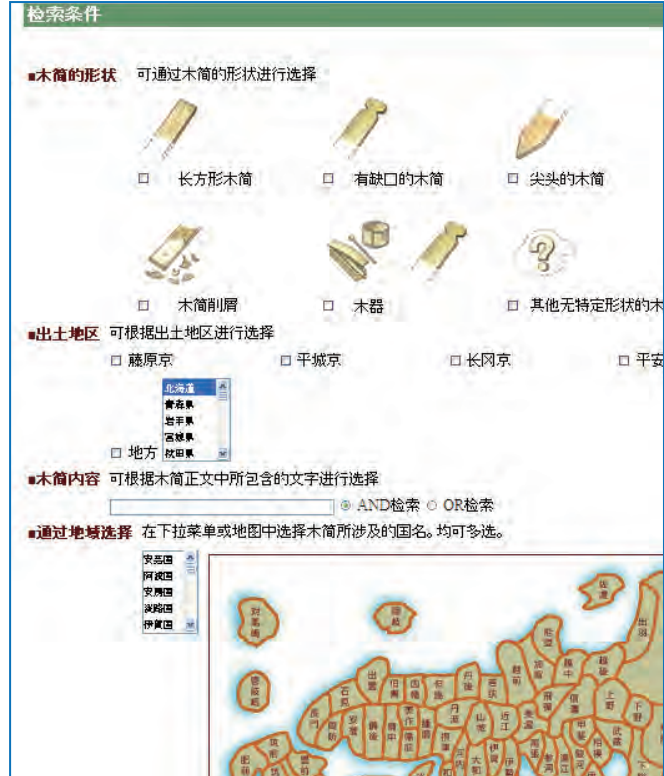 检索条件
■木简的形状 可通过木简的形状进行选择
长方形木简 有缺口的木简 尖头的木简
木简削屑 木器 其他无特定形状的木
■出土地区 可根据出土地区进行选择
藤原京 平城京 长冈京 平安
北海道
青森県
岩手県
宮城県
地方 秋田県
■木简内容 可根据木简正文中所包含的文字进行选择
AND检索 OR检索
■通过地域选择 在下拉菜单或地图中选择木简所涉及的国名。均可多选。
安芸国
阿波国
安房国
淡路国
伊賀国
佐渡
対馬嶋
隠岐
出羽
能登
壱岐嶋
出雲 伯耆 因幡 但馬 丹後 若狭 越前 加賀 越中 越後
石見 丹波 山城 近江 美濃 飛騨 信濃 上野 下野
長門 周防 安芸 備後 備中 美作 備前 播磨 摂津
河内 伊賀 尾張 甲斐 相模 武蔵
筑前 豊前 大和 参河 遠江 駿河
肥前